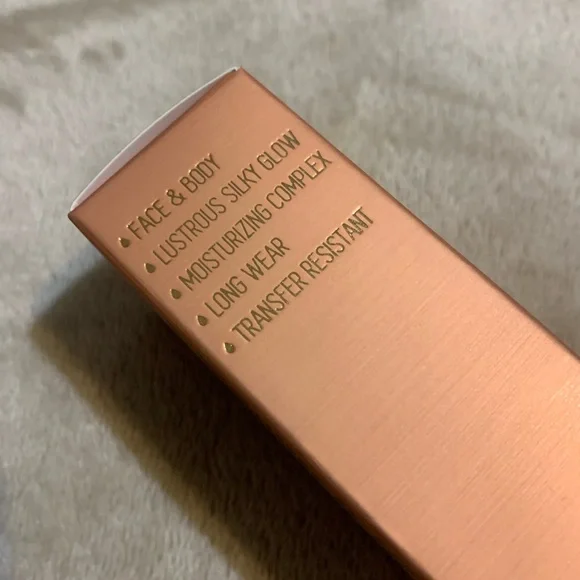 FACE & BODY
LUSTROUS SILKY GLOW
MOISTURIZING COMPLEX
LONG WEAR
TRANSFER RESISTANT